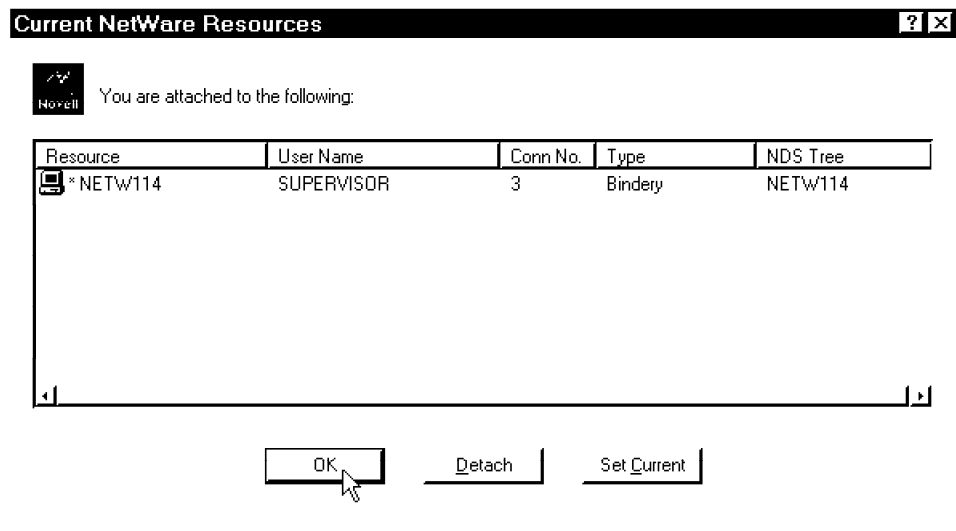 Current NetWare Resources
Novell
You are attached to the following:
Resource User Name Conn No. Type NDS Tree
* NETW114 SUPERVISOR 3 Bindery NETW114
OK Detach Set Current